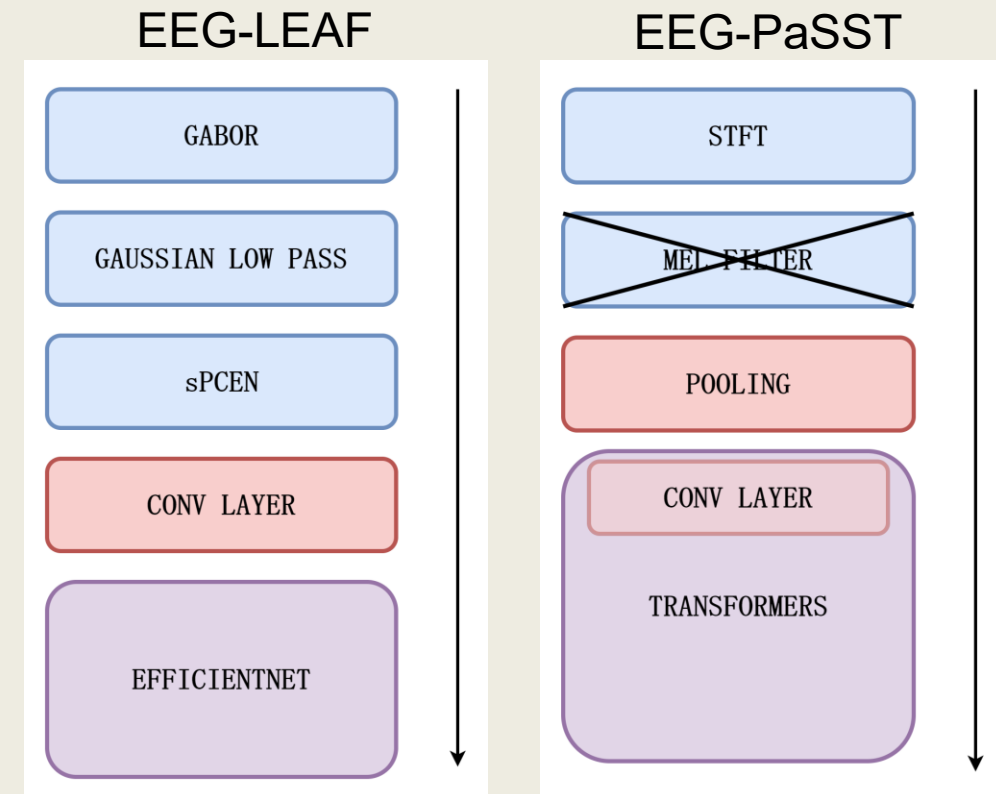 EEG-LEAF
GABOR
GAUSSIAN LOW PASS
sPCEN
CONV LAYER
EFFICIENTNET
EEG-PaSST
STFT
MEL FILTER
POOLING
CONV LAYER
TRANSFORMERS